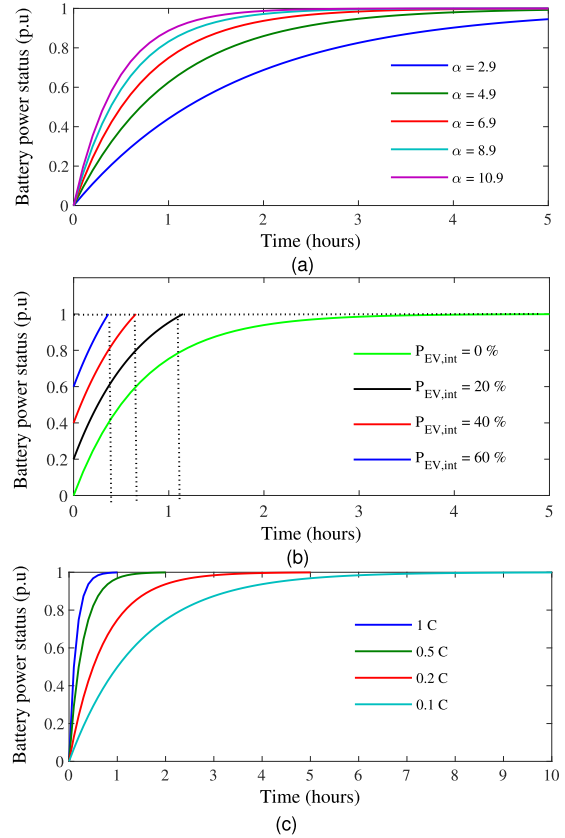 Battery power status (p.u)
1
0.8
0.6
0.4
0.2
0
α = 2.9
α = 4.9
α = 6.9
α = 8.9
α = 10.9
0 1 2 3 4 5
Time (hours)
(a)
Battery power status (p.u)
1
0.8
0.6
0.4
0.2
0
P_EV,int = 0 %
P_EV,int = 20 %
P_EV,int = 40 %
P_EV,int = 60 %
0 1 2 3 4 5
Time (hours)
(b)
Battery power status (p.u)
1
0.8
0.6
0.4
0.2
0
1 C
0.5 C
0.2 C
0.1 C
0 1 2 3 4 5 6 7 8 9 10
Time (hours)
(c)